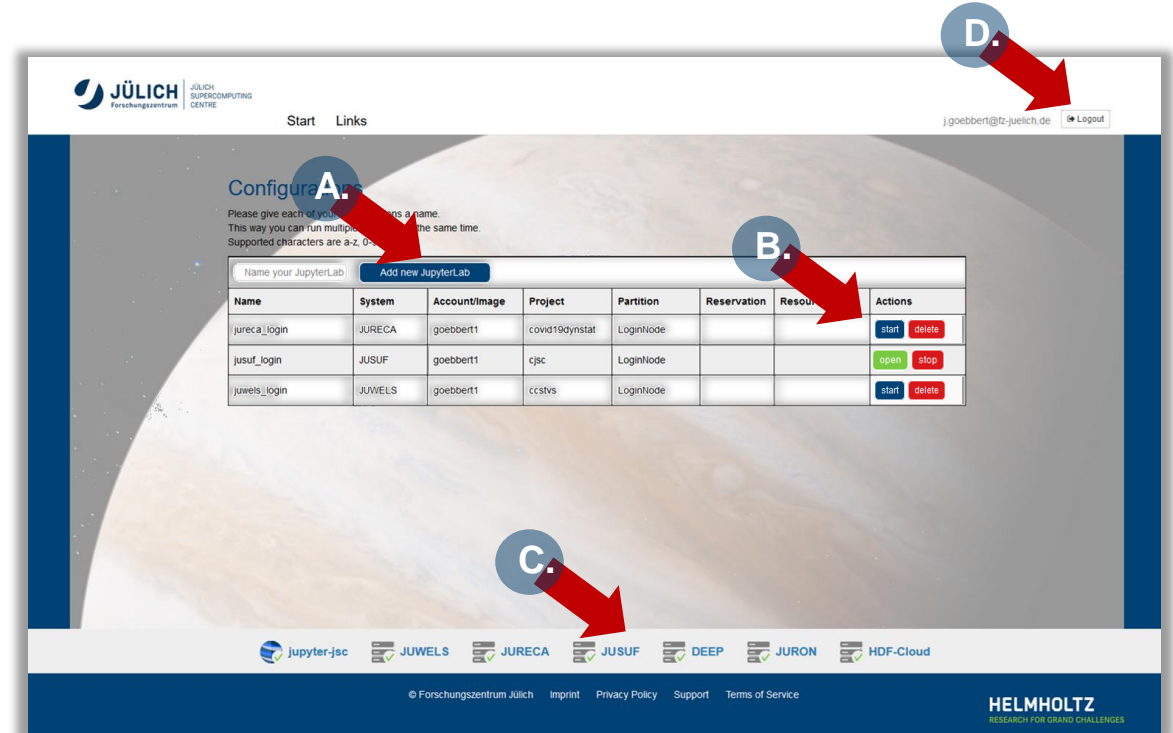 D.
JÜLICH
Forschungszentrum
JÜLICH
SUPERCOMPUTING
CENTRE
Start Links
j.goebbert@fz-juelich.de Logout
A.
Configurations
Please give each of your a name.
This way you can run multiple the same time.
Supported characters are a-z, 0-9
B.
Name your JupyterLab Add new JupyterLab
Name System Account/Image Project Partition Reservation Actions
jureca_login JURECA goebbert1 covid19dynstat LoginNode start delete
jusuf_login JUSUF goebbert1 cjsc LoginNode open stop
juwels_login JUWELS goebbert1 ccstvs LoginNode start delete
C.
jupyter-jsc JUWELS JURECA JUSUF DEEP JURON HDF-Cloud
© Forschungszentrum Jülich Imprint Privacy Policy Support Terms of Service
HELMHOLTZ
RESEARCH FOR GRAND CHALLENGES